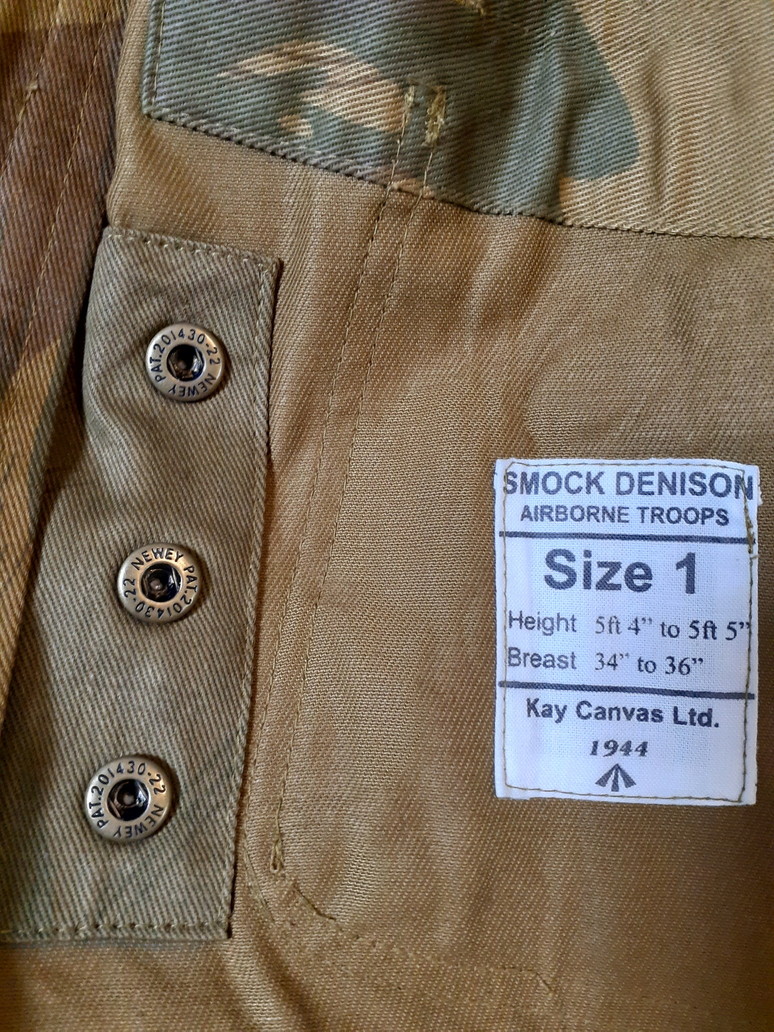 PAT.201430-22 NEWEY
NEWEY PAT.201430-22
PAT.201430-22 NEWEY
SMOCK DENISON
AIRBORNE TROOPS
Size 1
Height 5ft 4” to 5ft 5”
Breast 34” to 36”
Kay Canvas Ltd.
1944